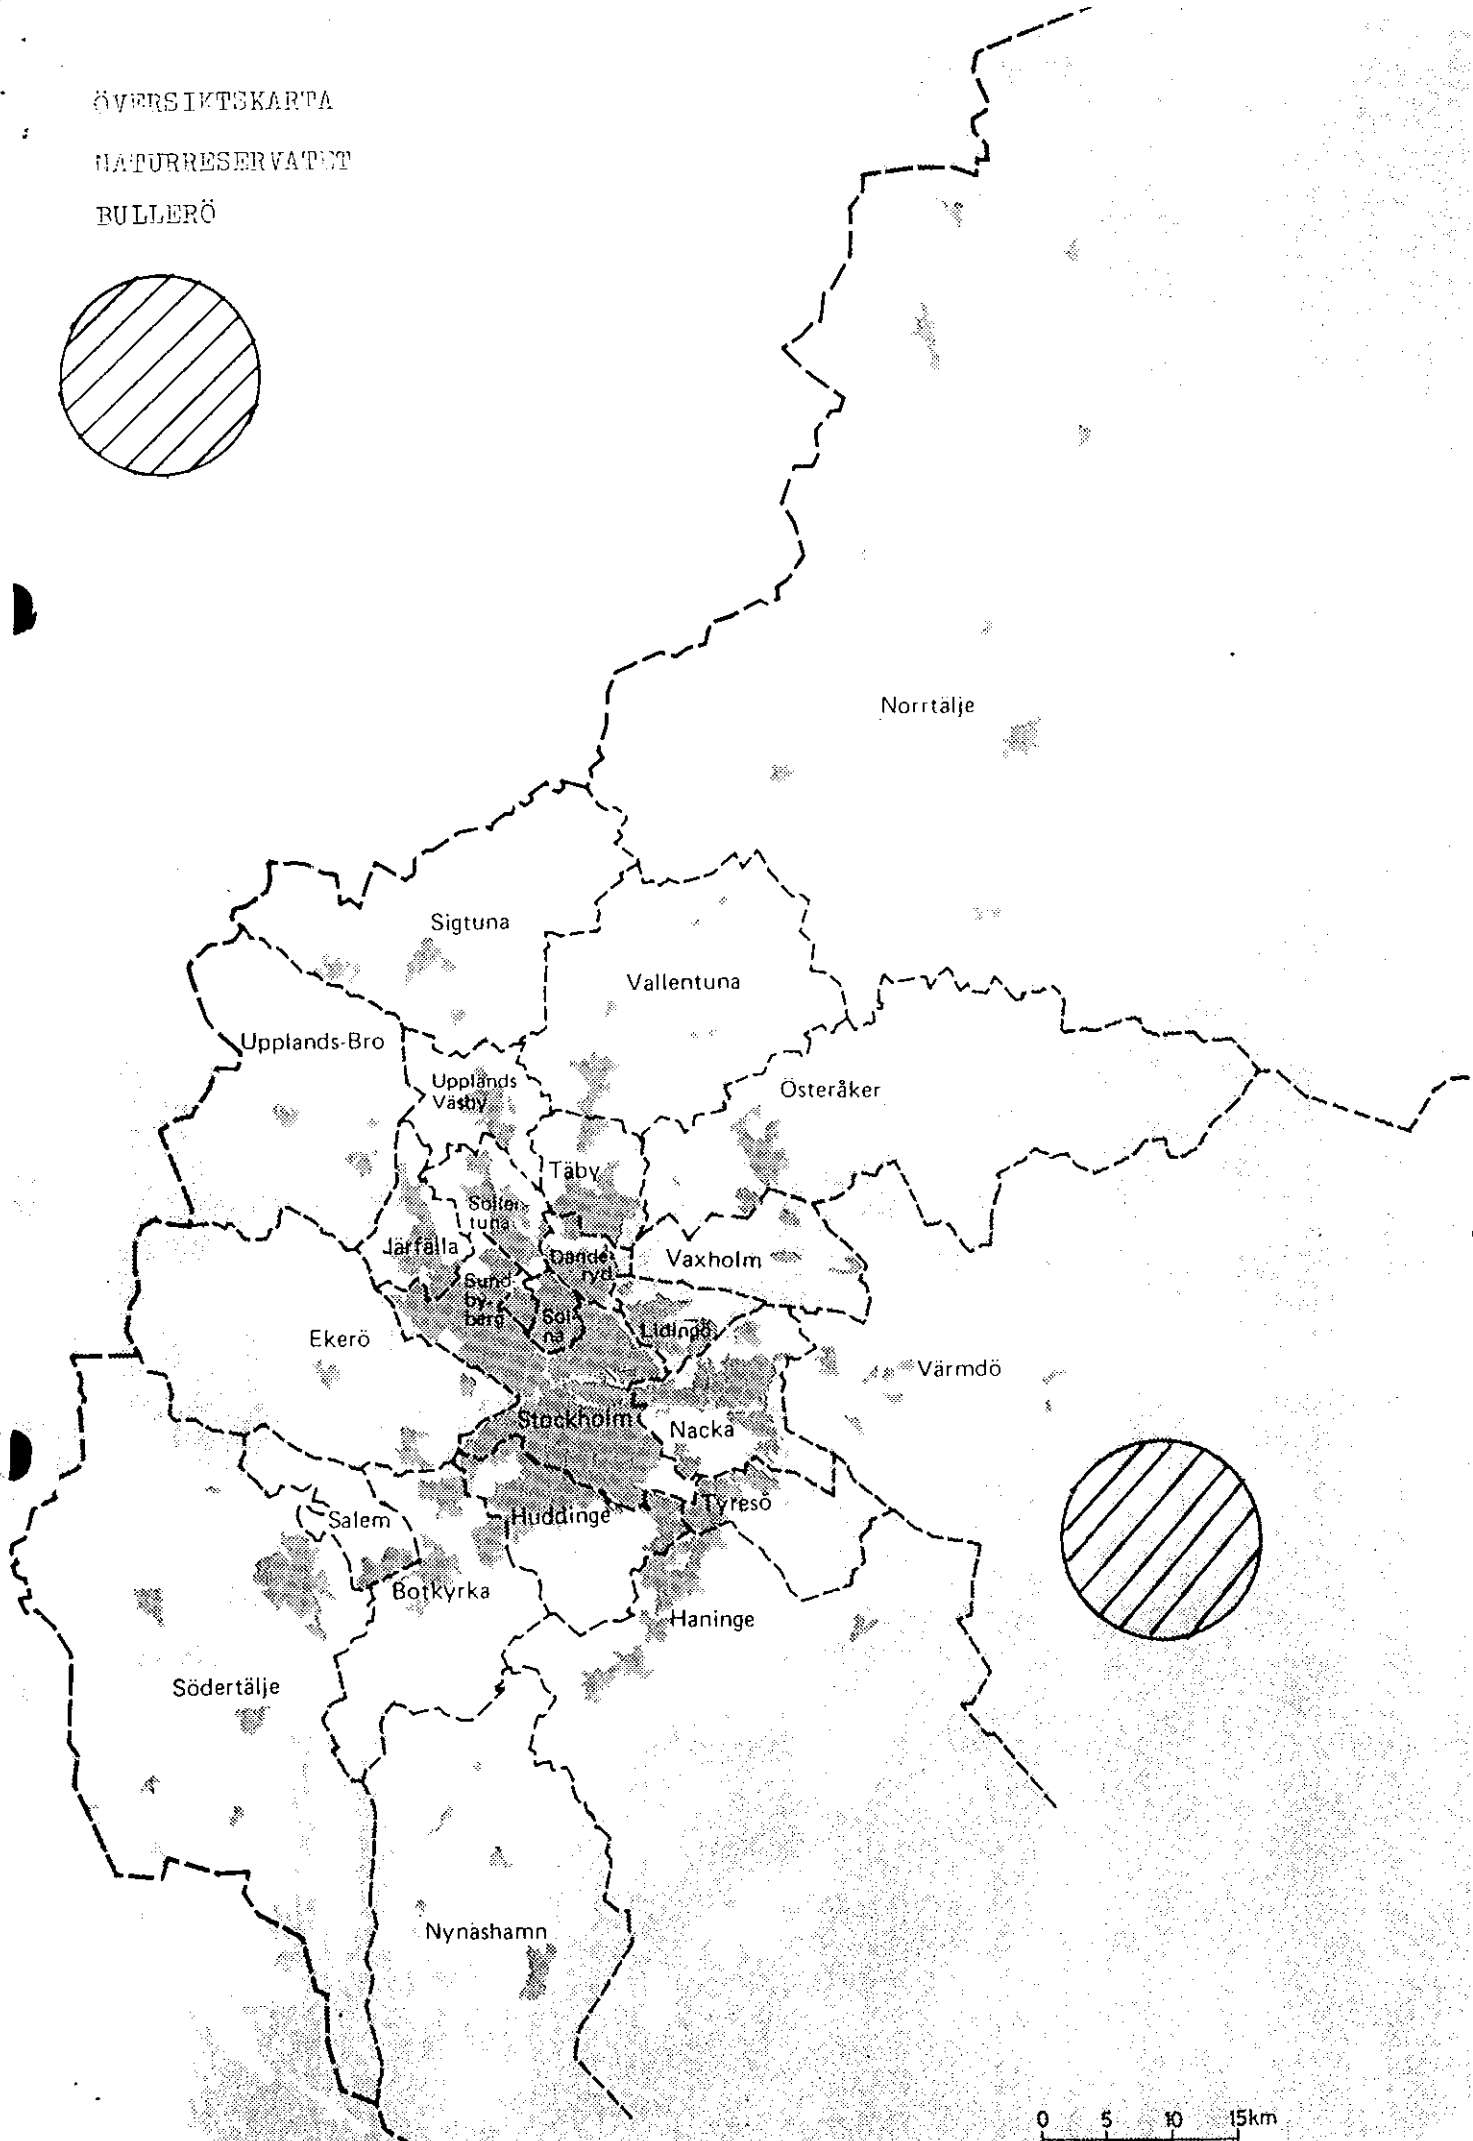 ÖVERSIKTSKARTA
NATURRESERVATET
BULLERÖ
Norrtälje
Sigtuna
Vallentuna
Upplands-Bro
Upplands
Väsby
Österåker
Täby
Sollen-
tuna
Järfälla
Dande-
ryd
Vaxholm
Sund-
by-
berg
Sol-
na
Lidingö
Ekerö
Värmdö
Stockholm
Nacka
Salem
Huddinge
Tyresö
Botkyrka
Haninge
Södertälje
Nynäshamn
0 5 10 15km